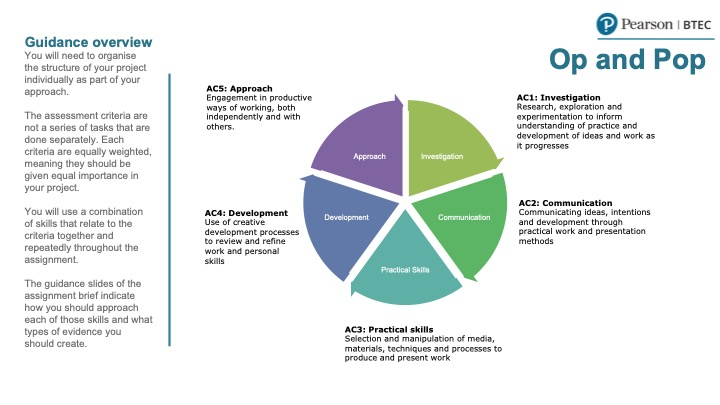 Pearson | BTEC
Op and Pop
Guidance overview
You will need to organise
the structure of your project
individually as part of your
approach.
The assessment criteria are
not a series of tasks that are
done separately. Each
criteria are equally weighted,
meaning they should be
given equal importance in
your project.
You will use a combination
of skills that relate to the
criteria together and
repeatedly throughout the
assignment.
The guidance slides of the
assignment brief indicate
how you should approach
each of those skills and what
types of evidence you
should create.
AC5: Approach
Engagement in productive
ways of working, both
independently and with
others.
AC1: Investigation
Research, exploration and
experimentation to inform
understanding of practice and
development of ideas and work as
it progresses
Approach
Investigation
AC4: Development
Use of creative
development processes
to review and refine
work and personal
skills
Development
Communication
AC2: Communication
Communicating ideas, intentions
and development through
practical work and presentation
methods
Practical Skills
AC3: Practical skills
Selection and manipulation of media,
materials, techniques and processes to
produce and present work